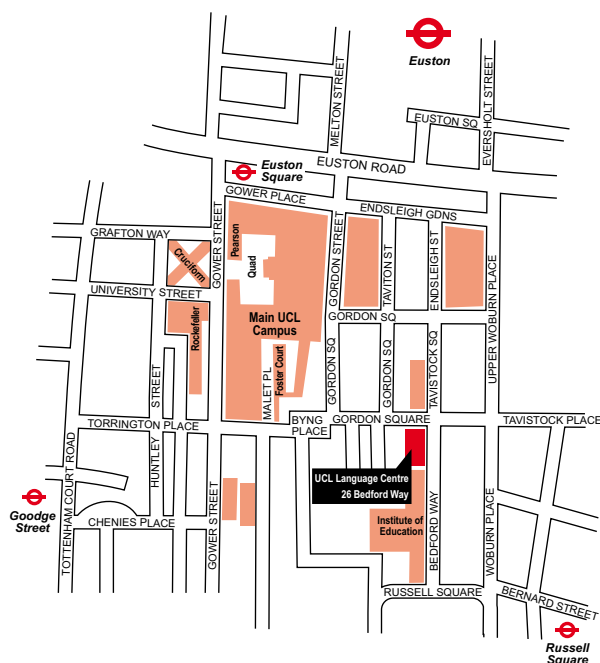 Euston
MELTON STREET
EVERSHOLT STREET
EUSTON SQ
EUSTON ROAD
Euston
Square
GOWER PLACE
ENDSLEIGH GDNS
GRAFTON WAY
GOWER STREET
Pearson
Quad
Cruciform
GORDON STREET
TAVITON ST
ENDSLEIGH ST
UPPER WOBURN PLACE
UNIVERSITY STREET
Main UCL
Campus
GORDON SQ
Rockefeller
Foster Court
MALET PL
GORDON SQ
GORDON SQ
TAVISTOCK SQ
HUNTLEY STREET
TORRINGTON PLACE
BYNG
PLACE
GORDON SQUARE
TAVISTOCK PLACE
UCL Language Centre
26 Bedford Way
TOTTENHAM COURT ROAD
Goodge
Street
CHENIES PLACE
GOWER STREET
Institute of
Education
BEDFORD WAY
WOBURN PLACE
RUSSELL SQUARE
BERNARD STREET
Russell
Square